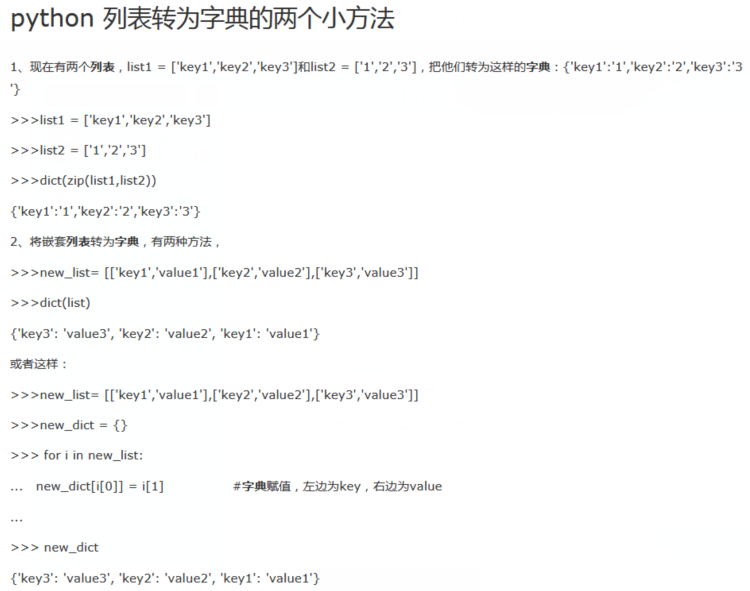 python 列表转为字典的两个小方法
1、现在有两个列表，list1 = ['key1','key2','key3']和list2 = ['1','2','3']，把他们转为这样的字典：{'key1':'1','key2':'2','key3':'3
'}
>>>list1 = ['key1','key2','key3']
>>>list2 = ['1','2','3']
>>>dict(zip(list1,list2))
{'key1':'1','key2':'2','key3':'3'}
2、将嵌套列表转为字典，有两种方法，
>>>new_list= [['key1','value1'],['key2','value2'],['key3','value3']]
>>>dict(list)
{'key3': 'value3', 'key2': 'value2', 'key1': 'value1'}
或者这样：
>>>new_list= [['key1','value1'],['key2','value2'],['key3','value3']]
>>>new_dict = {}
>>> for i in new_list:
...   new_dict[i[0]] = i[1]                #字典赋值，左边为key，右边为value
...
>>> new_dict
{'key3': 'value3', 'key2': 'value2', 'key1': 'value1'}